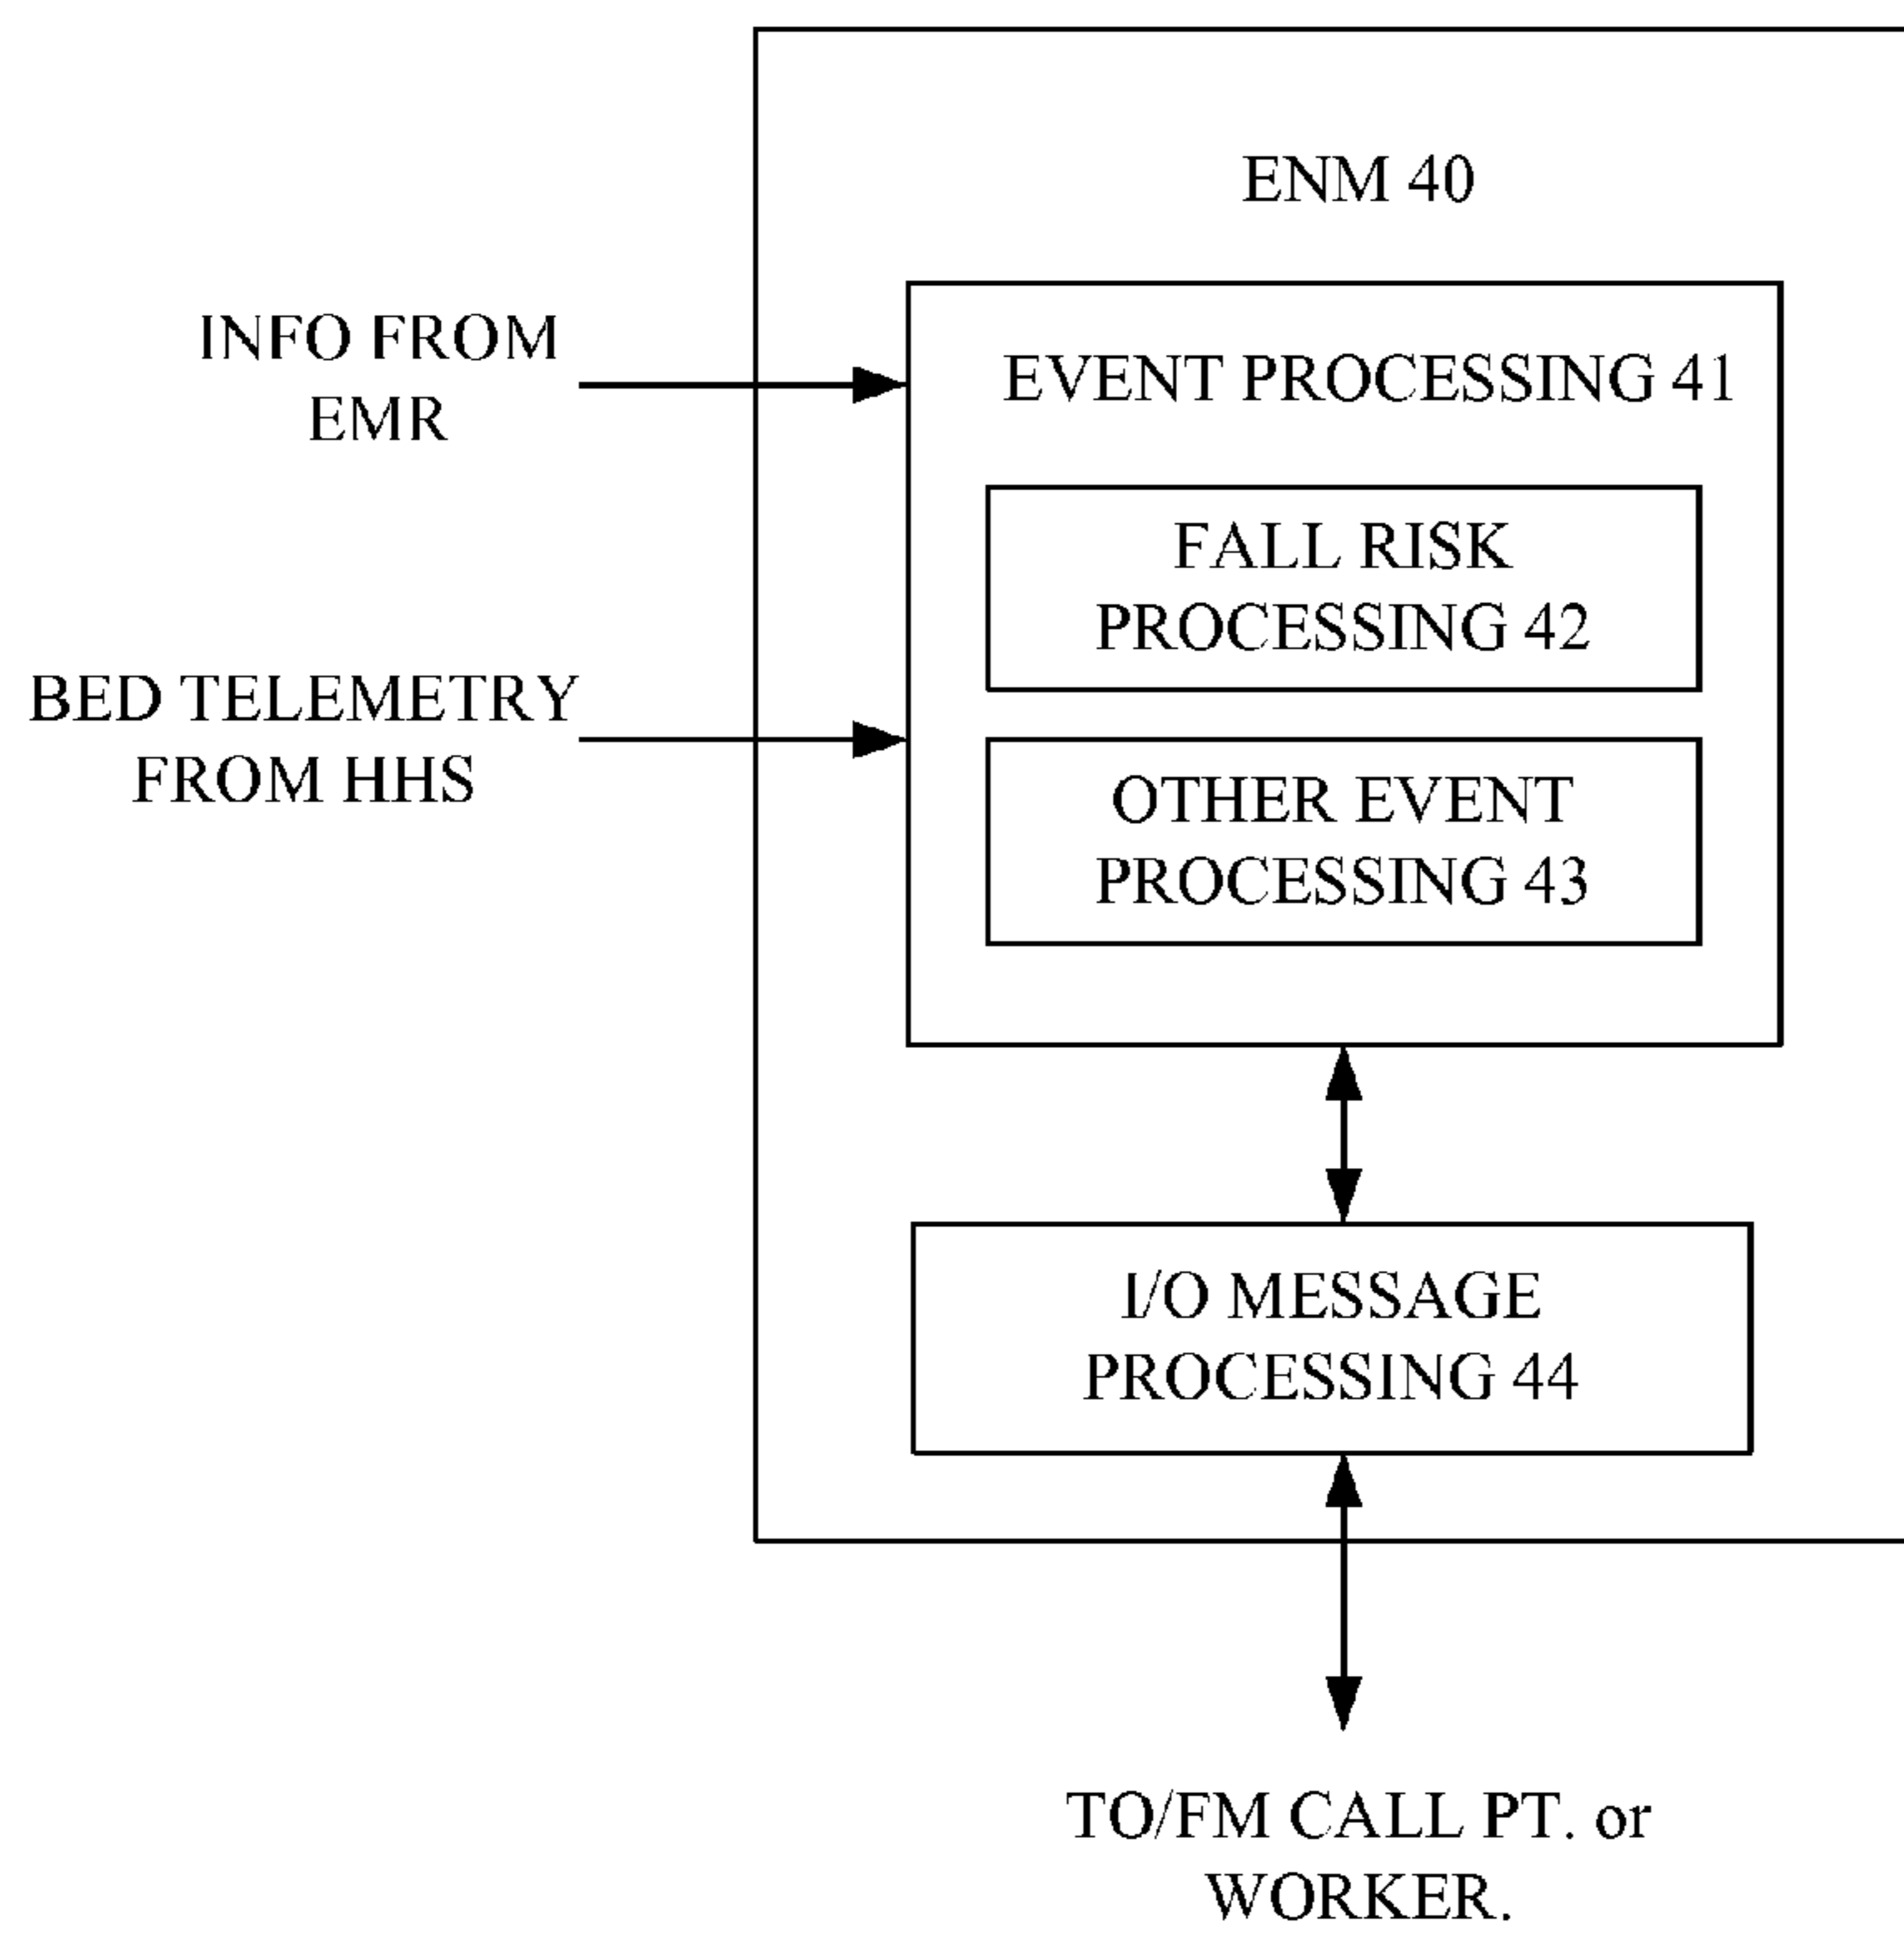 ENM 40
INFO FROM
EMR
EVENT PROCESSING 41
FALL RISK
PROCESSING 42
BED TELEMETRY
FROM HHS
OTHER EVENT
PROCESSING 43
I/O MESSAGE
PROCESSING 44
TO/FM CALL PT. or
WORKER.